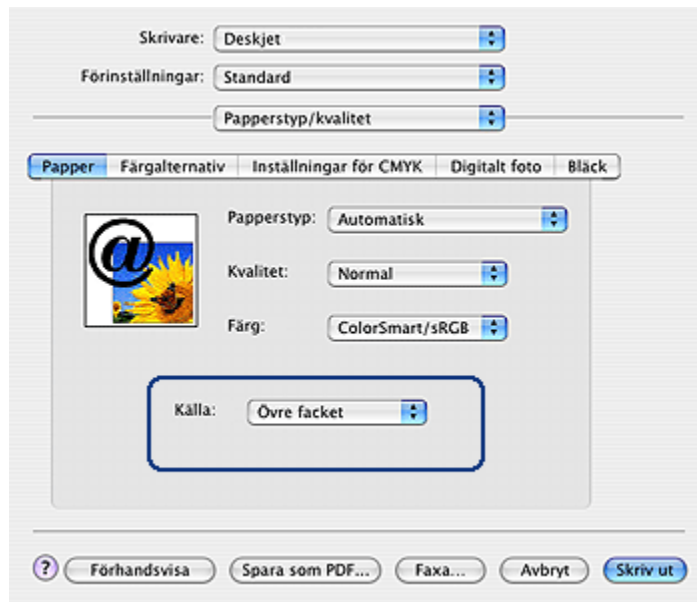 Skrivare: Deskjet
Förinställningar: Standard
Papperstyp/kvalitet
Papper Färgalternativ Inställningar för CMYK Digitalt foto Bläck
@
Papperstyp: Automatisk
Kvalitet: Normal
Färg: ColorSmart/sRGB
Källa: Övre facket
? Förhandsvisa Spara som PDF... Faxa... Avbryt Skriv ut